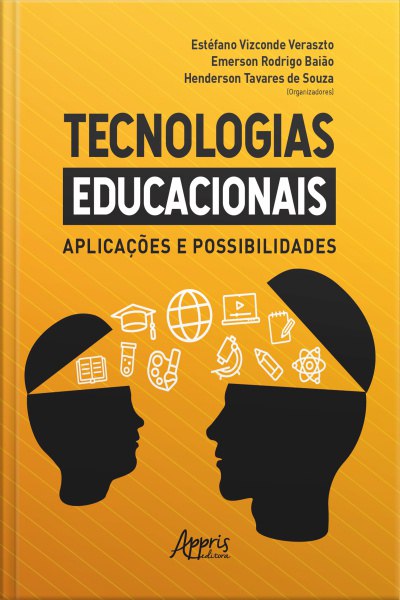 Estéfano Vizconde Veraszto
Emerson Rodrigo Baião
Henderson Tavares de Souza
(Organizadores)
TECNOLOGIAS
EDUCACIONAIS
APLICAÇÕES E POSSIBILIDADES
Appris
editora